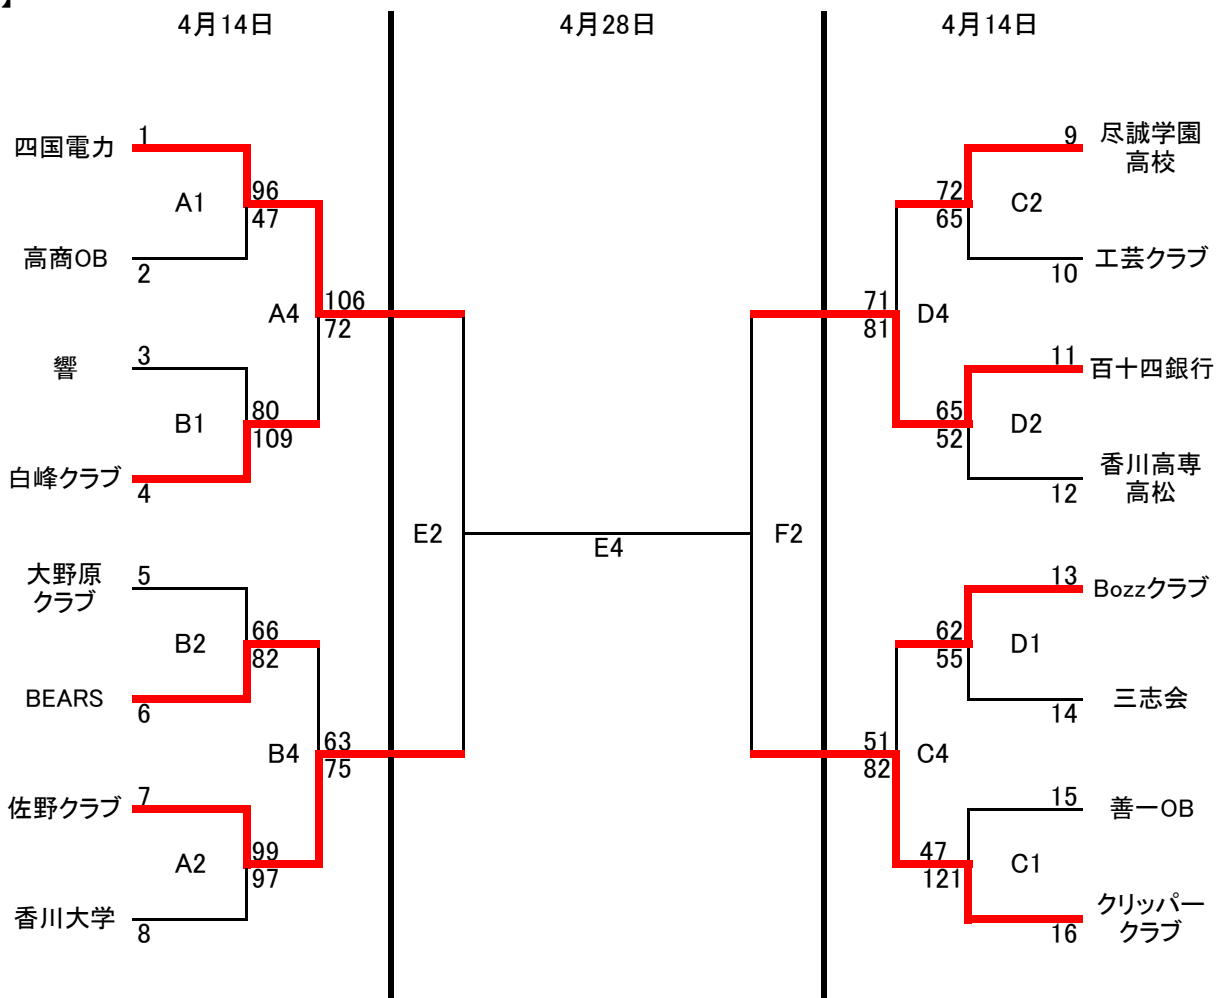 】
4月14日
4月28日
4月14日
四国電力
1
A1
96
47
高商OB
2
A4
106
72
響
3
B1
80
109
白峰クラブ
4
E2
大野原
クラブ
5
B2
66
82
BEARS
6
B4
63
75
佐野クラブ
7
A2
99
97
香川大学
8
E4
F2
9
尽誠学園
高校
72
65
C2
10
工芸クラブ
71
81
D4
11
百十四銀行
65
52
D2
12
香川高専
高松
13
Bozzクラブ
62
55
D1
14
三志会
51
82
C4
15
善一OB
47
121
C1
16
クリッパー
クラブ